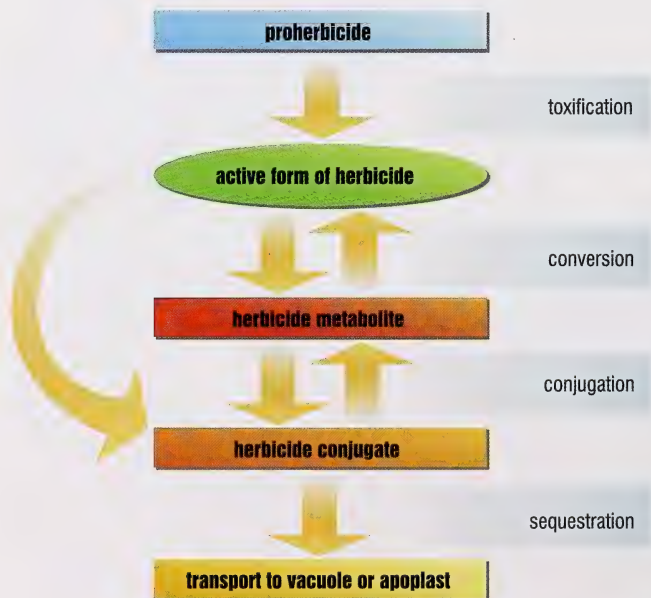 proherbicide
toxification
active form of herbicide
conversion
herbicide metabolite
conjugation
herbicide conjugate
sequestration
transport to vacuole or apoplast